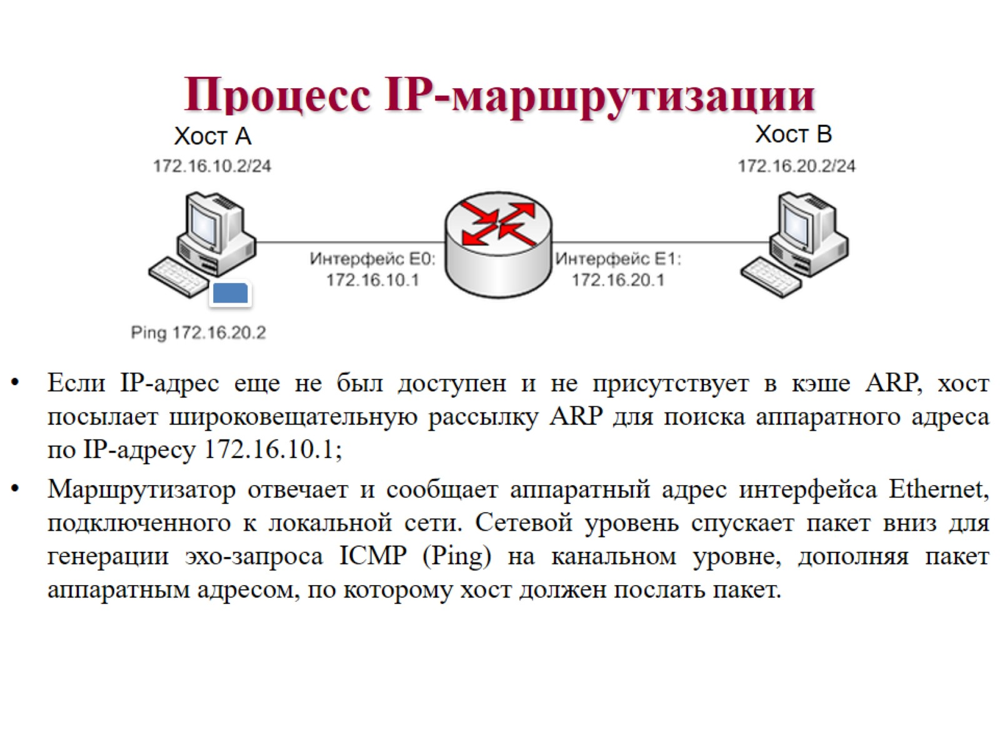 Процесс IP-маршрутизации
Хост А
Хост В
172.16.10.2/24
172.16.20.2/24
Интерфейс E0:
172.16.10.1
Интерфейс E1:
172.16.20.1
Ping 172.16.20.2
• Если IP-адрес еще не был доступен и не присутствует в кэше ARP, хост
посылает широковещательную рассылку ARP для поиска аппаратного адреса
по IP-адресу 172.16.10.1;
• Маршрутизатор отвечает и сообщает аппаратный адрес интерфейса Ethernet,
подключенного к локальной сети. Сетевой уровень спускает пакет вниз для
генерации эхо-запроса ICMP (Ping) на канальном уровне, дополняя пакет
аппаратным адресом, по которому хост должен послать пакет.